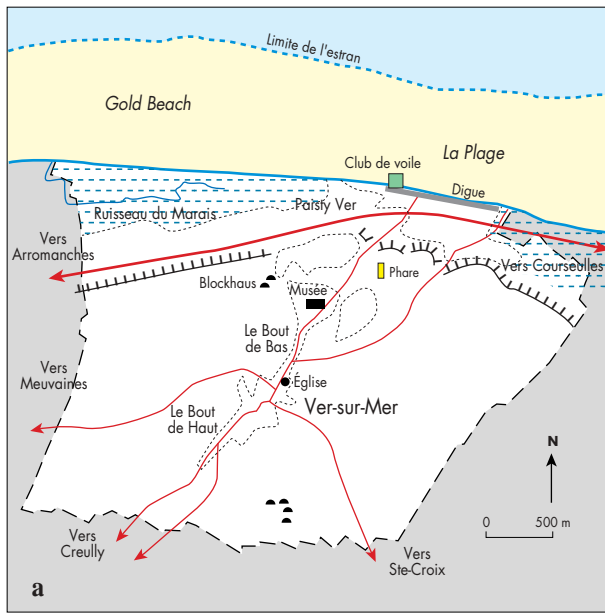 Limite de l'estran
Gold Beach
La Plage
Club de voile
Digue
Paisty Ver
Ruisseau du Marais
Vers
Arromanches
Vers Courseulles
Blockhaus
Phare
Musée
Le Bout
de Bas
Vers
Meuvaines
Église
Le Bout
de Haut
Ver-sur-Mer
N
0 500 m
Vers
Creully
Vers
Ste-Croix
a